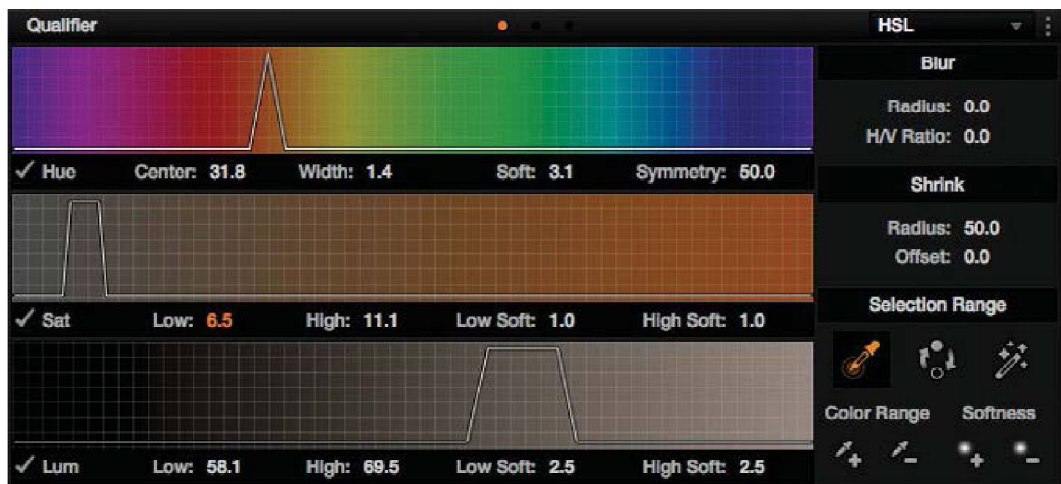 Qualifier HSL
Blur
Radius: 0.0
H/V Ratio: 0.0
Hue Center: 31.8 Width: 1.4 Soft: 3.1 Symmetry: 50.0
Shrink
Radius: 50.0
Offset: 0.0
Sat Low: 6.5 High: 11.1 Low Soft: 1.0 High Soft: 1.0
Selection Range
Color Range Softness
Lum Low: 58.1 High: 69.5 Low Soft: 2.5 High Soft: 2.5